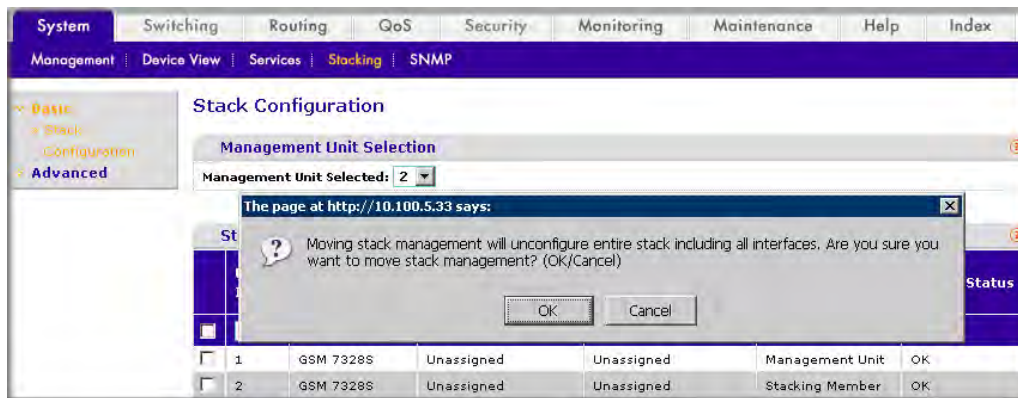 System Switching Routing QoS Security Monitoring Maintenance Help Index
Management Device View Services Stacking SNMP
Basic
Stack
Configuration
Advanced
Stack Configuration
Management Unit Selection
Management Unit Selected: 2
The page at http://10.100.5.33 says:
Moving stack management will unconfigure entire stack including all interfaces. Are you sure you
want to move stack management? (OK/Cancel)
OK Cancel
St
Status
1 GSM 7328S Unassigned Unassigned Management Unit OK
2 GSM 7328S Unassigned Unassigned Stacking Member OK